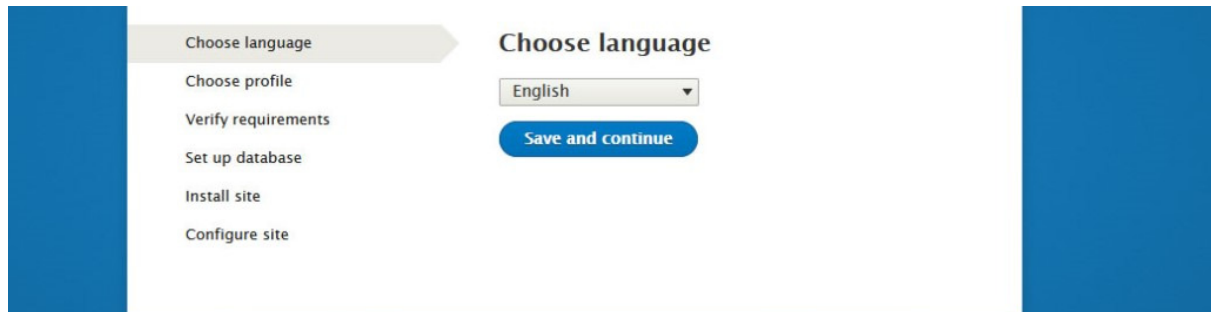 Choose language
Choose profile
Verify requirements
Set up database
Install site
Configure site
Choose language
English
Save and continue